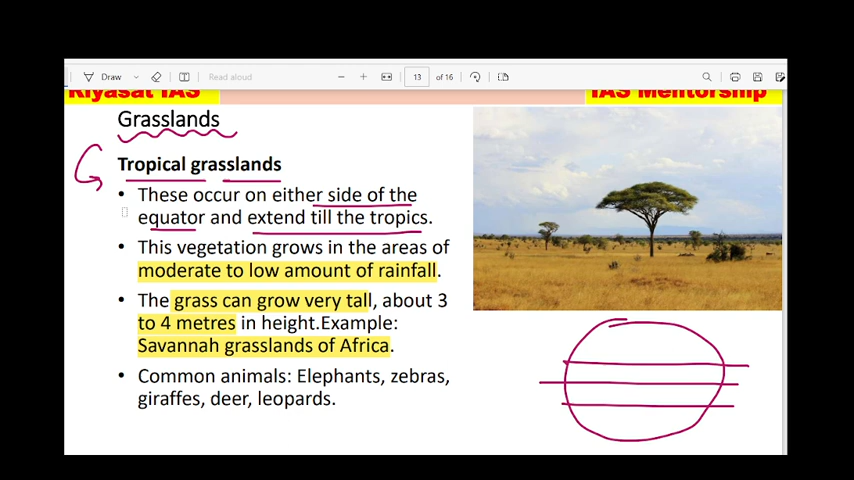 Draw
Read aloud
13 of 16
Riyasat IAS
IAS Mentorship
Grasslands
Tropical grasslands
• These occur on either side of the
equator and extend till the tropics.
• This vegetation grows in the areas of
moderate to low amount of rainfall.
• The grass can grow very tall, about 3
to 4 metres in height.Example:
Savannah grasslands of Africa.
• Common animals: Elephants, zebras,
giraffes, deer, leopards.